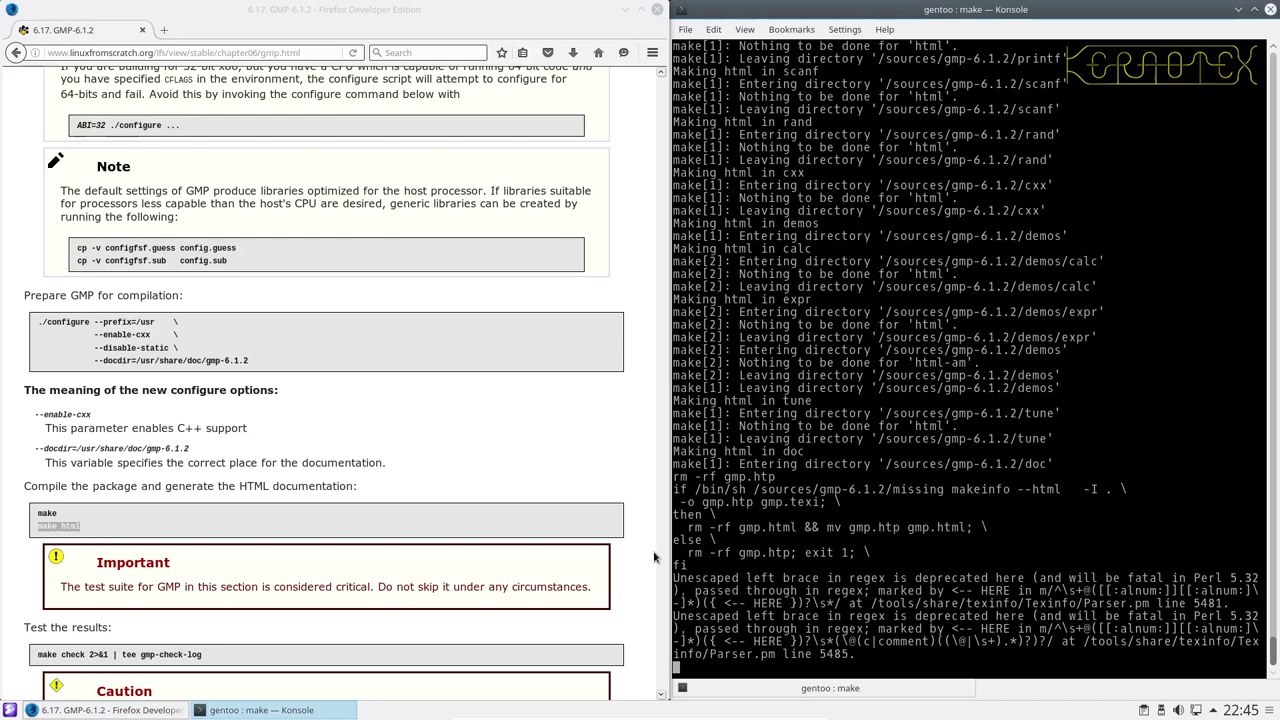 6.17. GMP-6.1.2 - Firefox Developer Edition
6.17. GMP-6.1.2
www.linuxfromscratch.org/lfs/view/stable/chapter06/gmp.html
Search
you have specified CFLAGS in the environment, the configure script will attempt to configure for
64-bits and fail. Avoid this by invoking the configure command below with
ABI=32 ./configure ...
Note
The default settings of GMP produce libraries optimized for the host processor. If libraries suitable
for processors less capable than the host's CPU are desired, generic libraries can be created by
running the following:
cp -v configfsf.guess config.guess
cp -v configfsf.sub   config.sub
Prepare GMP for compilation:
./configure --prefix=/usr    \
--enable-cxx     \
--disable-static \
--docdir=/usr/share/doc/gmp-6.1.2
The meaning of the new configure options:
--enable-cxx
This parameter enables C++ support
--docdir=/usr/share/doc/gmp-6.1.2
This variable specifies the correct place for the documentation.
Compile the package and generate the HTML documentation:
make
make html
Important
The test suite for GMP in this section is considered critical. Do not skip it under any circumstances.
Test the results:
make check 2>&1 | tee gmp-check-log
Caution
gentoo : make — Konsole
File Edit View Bookmarks Settings Help
make[1]: Nothing to be done for 'html'.
make[1]: Leaving directory '/sources/gmp-6.1.2/printf'
Making html in scanf
make[1]: Entering directory '/sources/gmp-6.1.2/scanf'
make[1]: Nothing to be done for 'html'.
make[1]: Leaving directory '/sources/gmp-6.1.2/scanf'
Making html in rand
make[1]: Entering directory '/sources/gmp-6.1.2/rand'
make[1]: Nothing to be done for 'html'.
make[1]: Leaving directory '/sources/gmp-6.1.2/rand'
Making html in cxx
make[1]: Entering directory '/sources/gmp-6.1.2/cxx'
make[1]: Nothing to be done for 'html'.
make[1]: Leaving directory '/sources/gmp-6.1.2/cxx'
Making html in demos
make[1]: Entering directory '/sources/gmp-6.1.2/demos'
Making html in calc
make[2]: Entering directory '/sources/gmp-6.1.2/demos/calc'
make[2]: Nothing to be done for 'html'.
make[2]: Leaving directory '/sources/gmp-6.1.2/demos/calc'
Making html in expr
make[2]: Entering directory '/sources/gmp-6.1.2/demos/expr'
make[2]: Nothing to be done for 'html'.
make[2]: Leaving directory '/sources/gmp-6.1.2/demos/expr'
make[2]: Entering directory '/sources/gmp-6.1.2/demos'
make[2]: Nothing to be done for 'html-am'.
make[2]: Leaving directory '/sources/gmp-6.1.2/demos'
make[1]: Leaving directory '/sources/gmp-6.1.2/demos'
Making html in tune
make[1]: Entering directory '/sources/gmp-6.1.2/tune'
make[1]: Nothing to be done for 'html'.
make[1]: Leaving directory '/sources/gmp-6.1.2/tune'
Making html in doc
make[1]: Entering directory '/sources/gmp-6.1.2/doc'
rm -rf gmp.htp
if /bin/sh /sources/gmp-6.1.2/missing makeinfo --html   -I . \
-o gmp.htp gmp.texi; \
then \
rm -rf gmp.html && mv gmp.htp gmp.html; \
else \
rm -rf gmp.htp; exit 1; \
fi
Unescaped left brace in regex is deprecated here (and will be fatal in Perl 5.32
), passed through in regex; marked by <-- HERE in m/^\s+@([[:alnum:]][[:alnum:]\
-]*)({ <-- HERE })?\s*/ at /tools/share/texinfo/Texinfo/Parser.pm line 5481.
Unescaped left brace in regex is deprecated here (and will be fatal in Perl 5.32
), passed through in regex; marked by <-- HERE in m/^\s+@([[:alnum:]][[:alnum:]\
-]*)({ <-- HERE })?\s*(\@(c|comment)((\@|\s+).*)?)?/ at /tools/share/texinfo/Tex
info/Parser.pm line 5485.
gentoo : make
6.17. GMP-6.1.2 - Firefox Developer
gentoo : make — Konsole
22:45